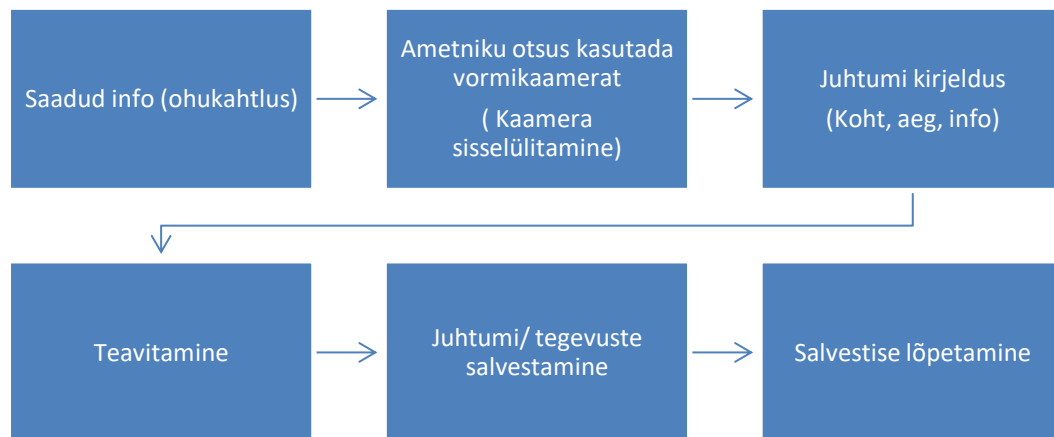 Saadud info (ohukahtlus)
Ametniku otsus kasutada
vormikaamerat
( Kaamera
sisselülitamine)
Juhtumi kirjeldus
(Koht, aeg, info)
Teavitamine
Juhtumi/ tegevuste
salvestamine
Salvestise lõpetamine